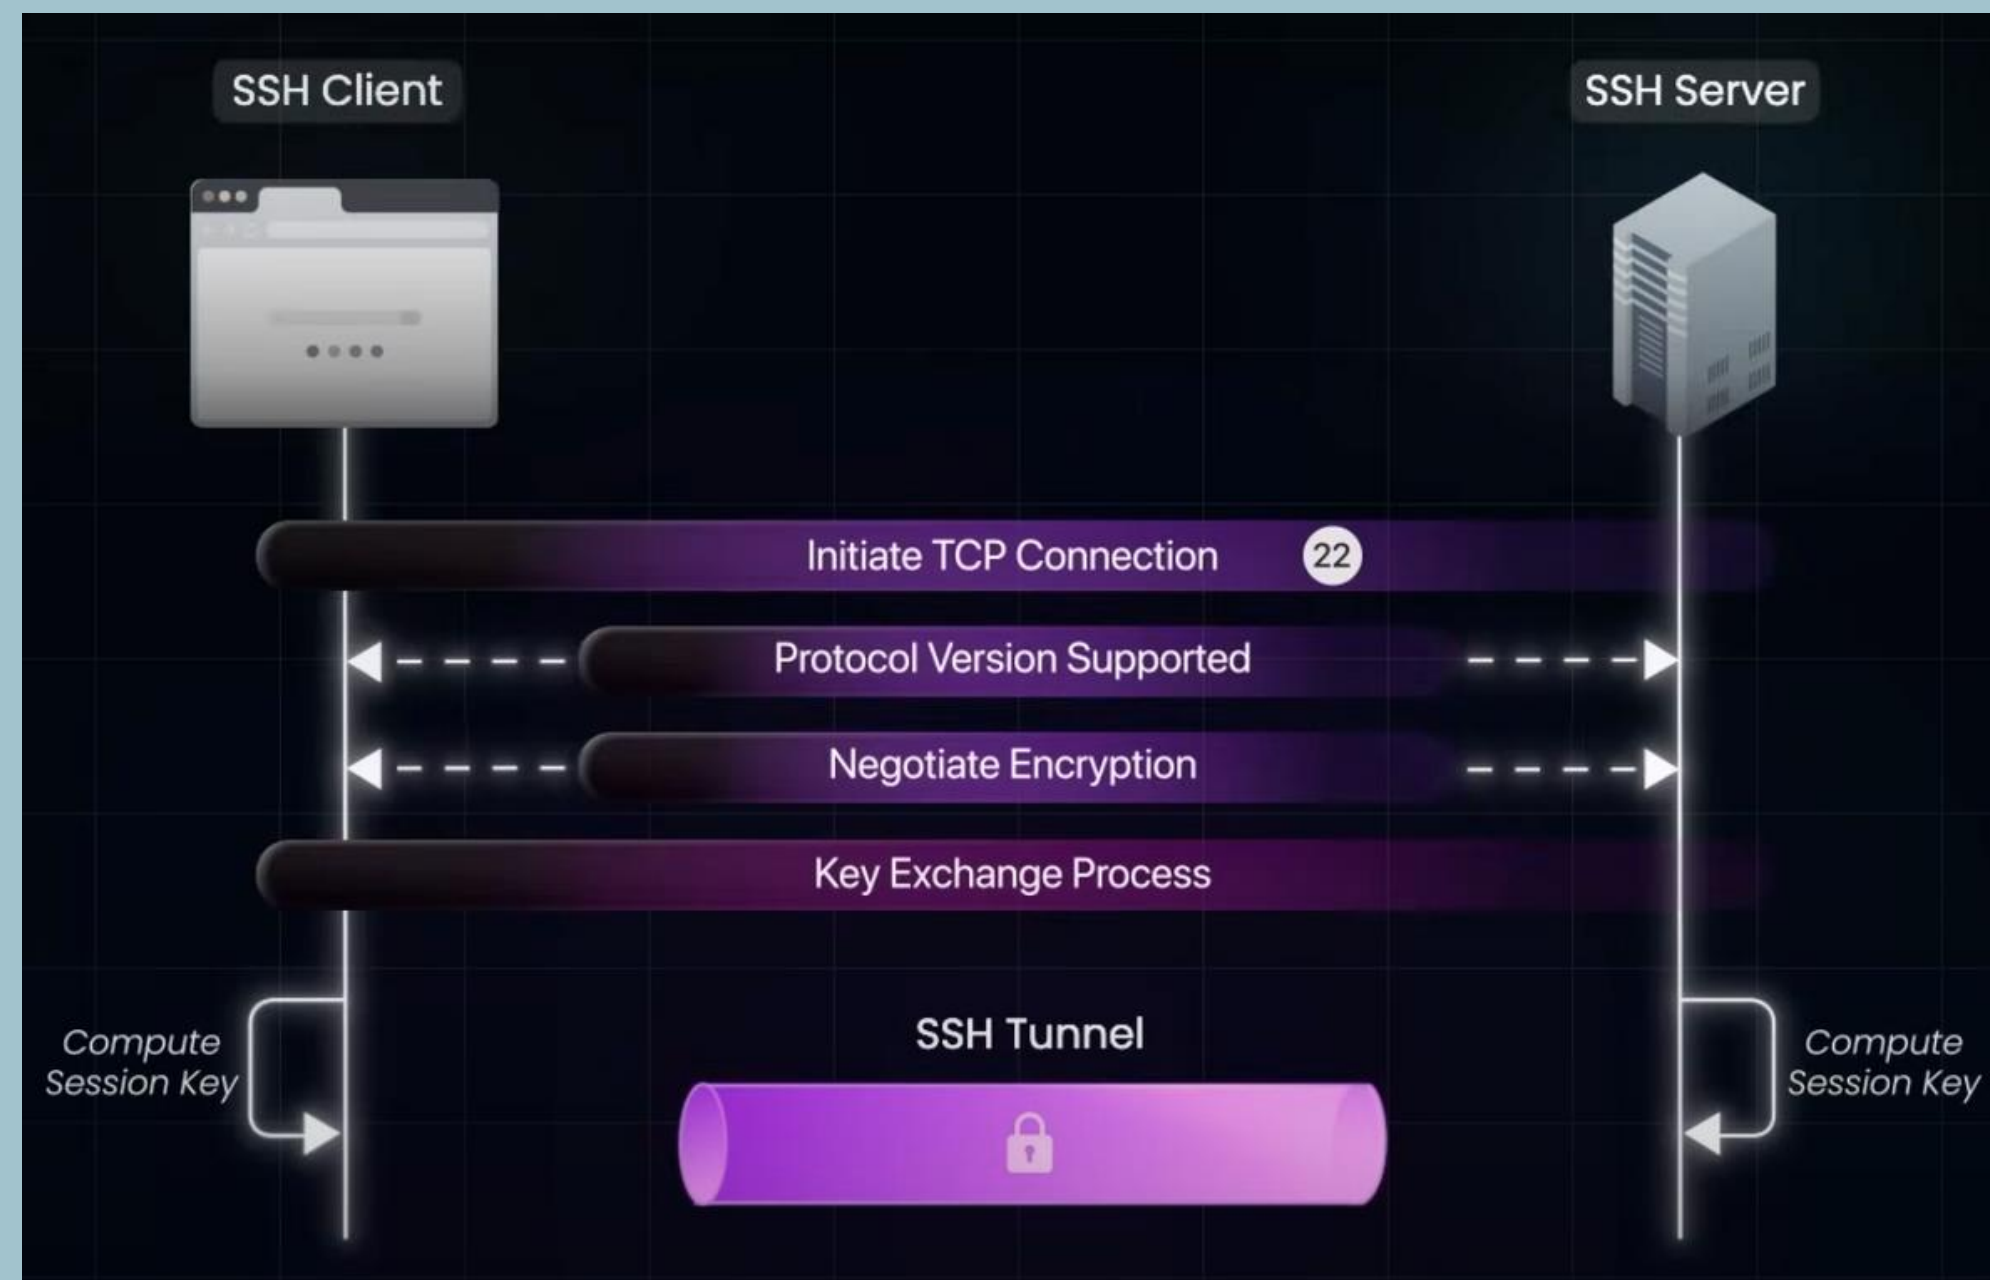 SSH Client
SSH Server
Initiate TCP Connection 22
Protocol Version Supported
Negotiate Encryption
Key Exchange Process
Compute
Session Key
SSH Tunnel
Compute
Session Key